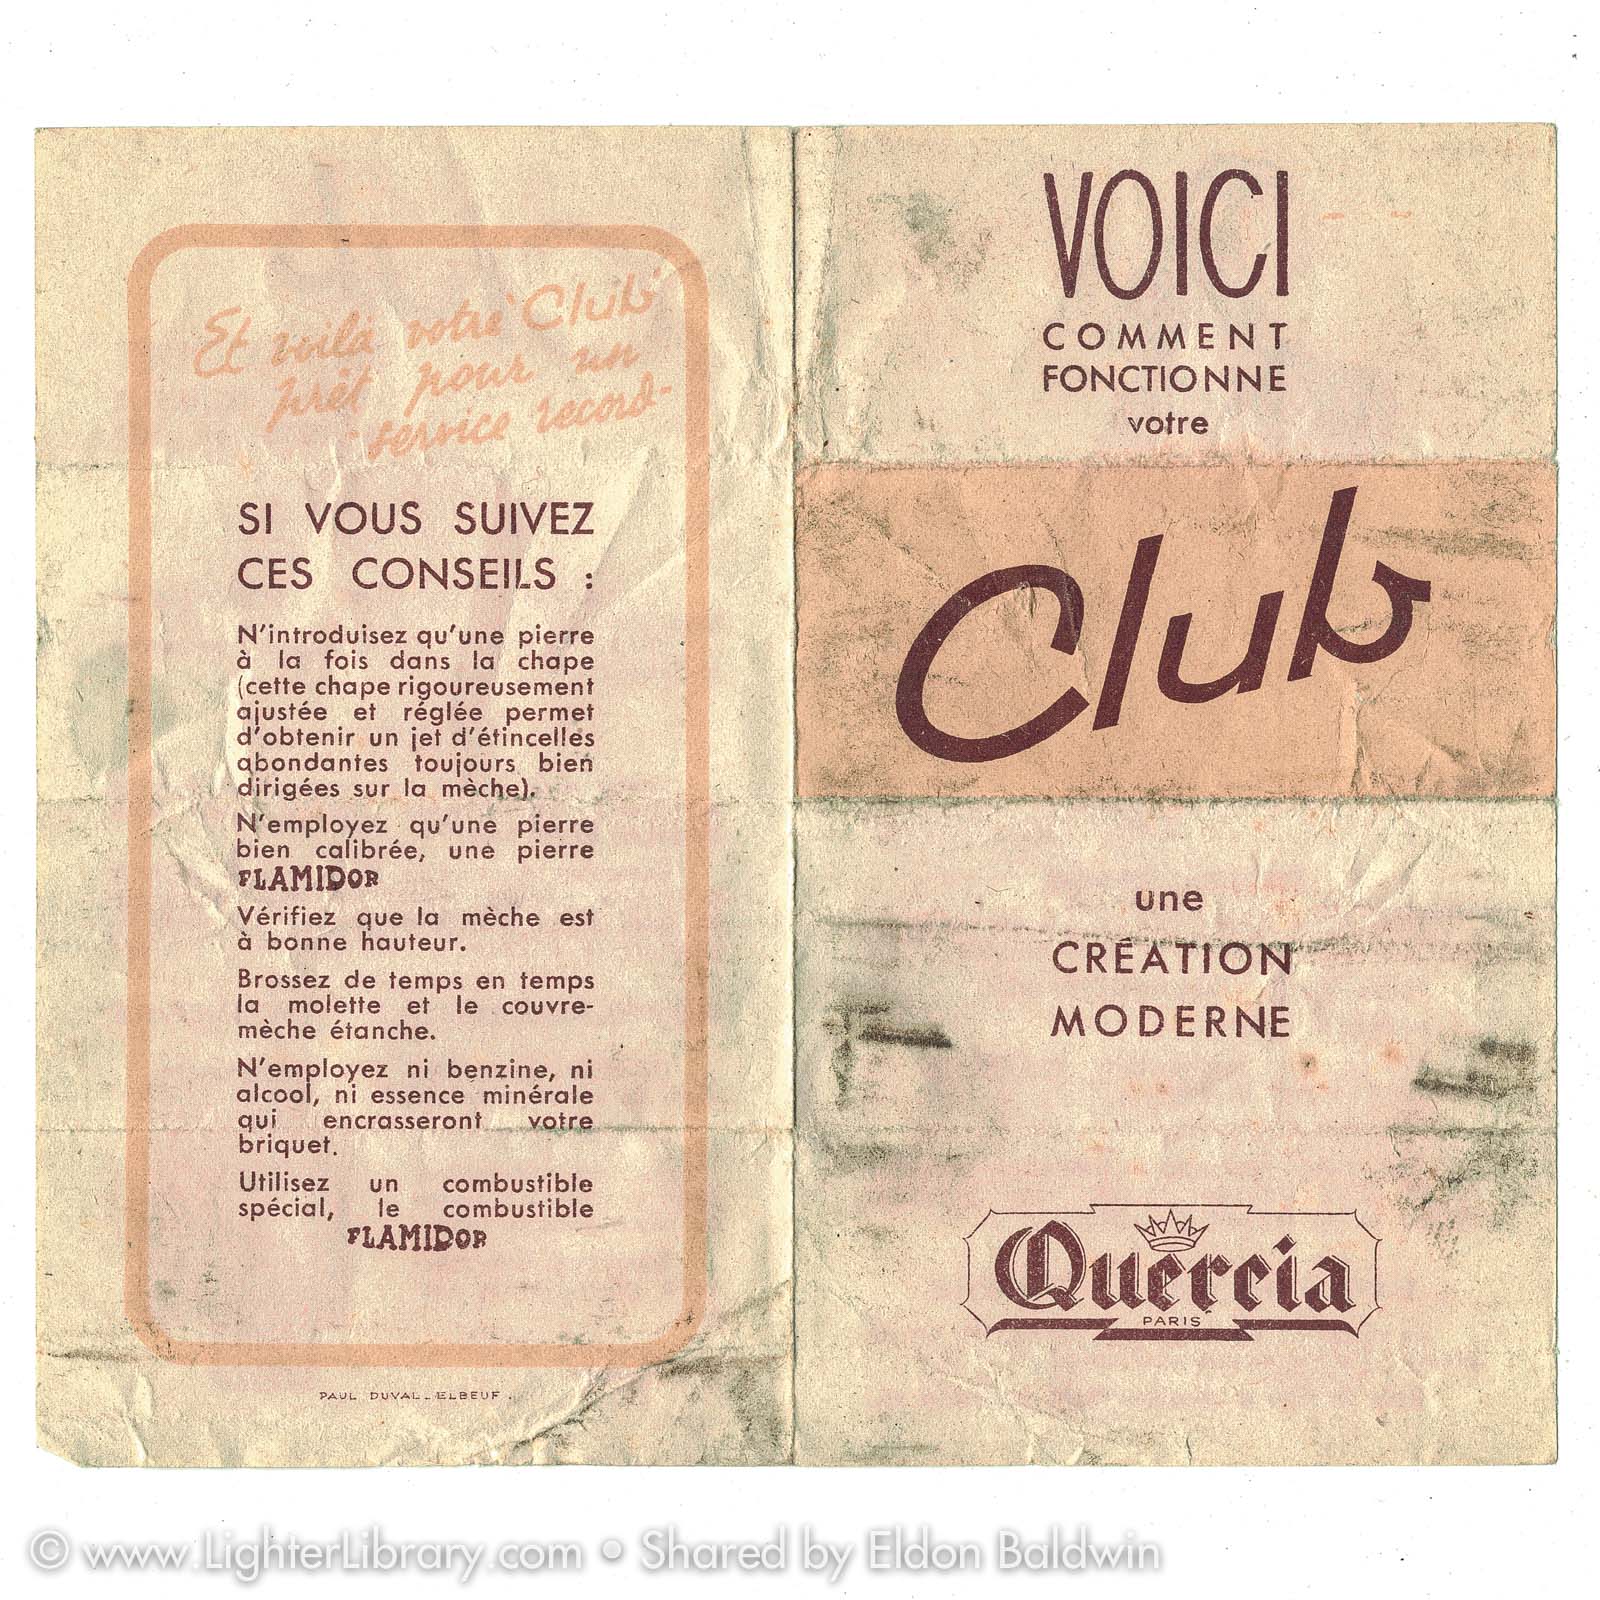 Et voilà votre "Club"
prêt pour un
- service record -
SI VOUS SUIVEZ
CES CONSEILS :
N'introduisez qu'une pierre
à la fois dans la chape
(cette chape rigoureusement
ajustée et réglée permet
d'obtenir un jet d'étincelles
abondantes toujours bien
dirigées sur la mèche).
N'employez qu'une pierre
bien calibrée, une pierre
FLAMIDOR
Vérifiez que la mèche est
à bonne hauteur.
Brossez de temps en temps
la molette et le couvre-
mèche étanche.
N'employez ni benzine, ni
alcool, ni essence minérale
qui encrasseront votre
briquet.
Utilisez un combustible
spécial, le combustible
FLAMIDOR
PAUL DUVAL_ELBEUF.
VOICI
COMMENT
FONCTIONNE
votre
Club
une
CRÉATION
MODERNE
Quercia
PARIS
© www.LighterLibrary.com • Shared by Eldon Baldwin